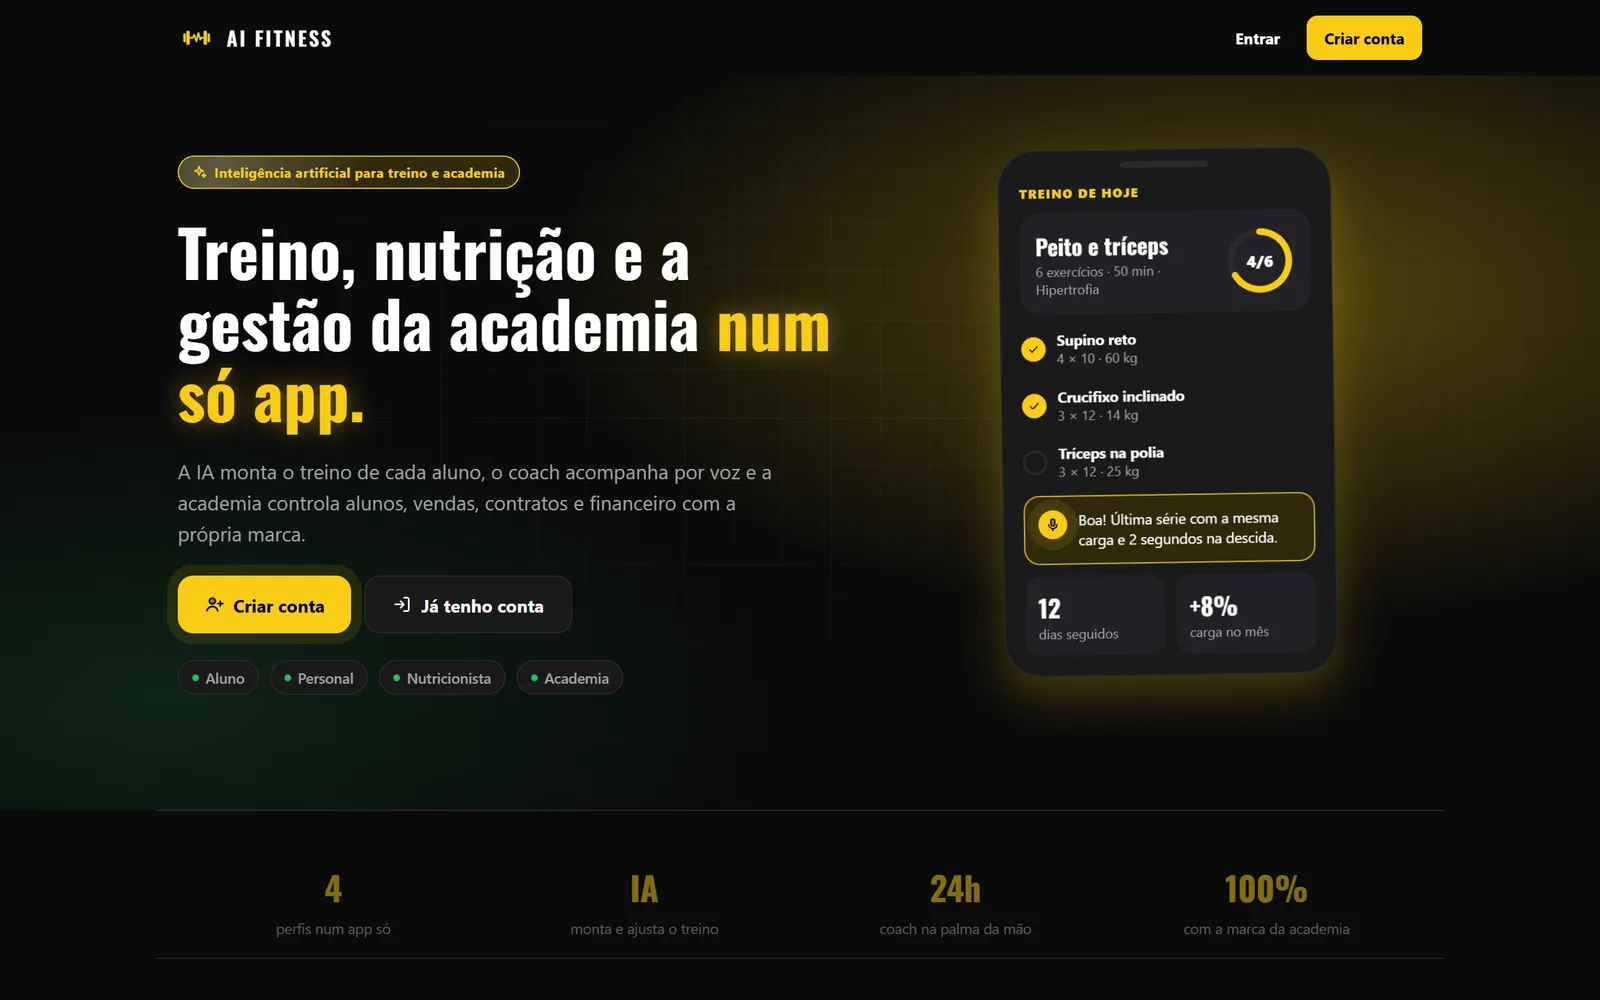 AI FITNESS
Entrar
Criar conta
Inteligência artificial para treino e academia
Treino, nutrição e a
gestão da academia num
só app.
A IA monta o treino de cada aluno, o coach acompanha por voz e a
academia controla alunos, vendas, contratos e financeiro com a
própria marca.
Criar conta
Já tenho conta
Aluno
Personal
Nutricionista
Academia
TREINO DE HOJE
Peito e tríceps
6 exercícios · 50 min ·
Hipertrofia
4/6
Supino reto
4 × 10 · 60 kg
Crucifixo inclinado
3 × 12 · 14 kg
Tríceps na polia
3 × 12 · 25 kg
Boa! Última série com a mesma
carga e 2 segundos na descida.
12
dias seguidos
+8%
carga no mês
4
perfis num app só
IA
monta e ajusta o treino
24h
coach na palma da mão
100%
com a marca da academia